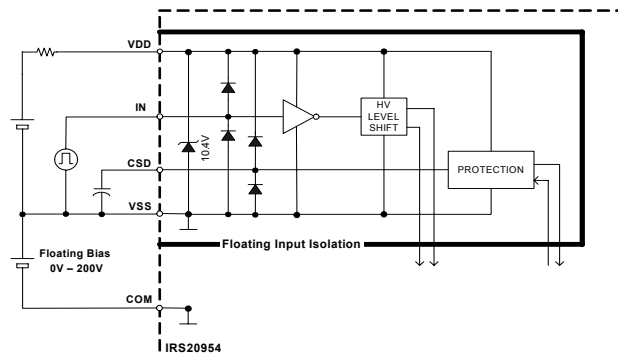 VDD
IN
HV
LEVEL
SHIFT
10.4V
CSD
PROTECTION
VSS
Floating Input Isolation
Floating Bias
0V – 200V
COM
IRS20954